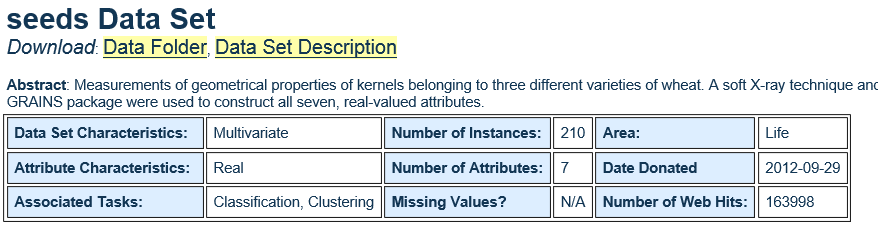 seeds Data Set
Download: Data Folder, Data Set Description
Abstract: Measurements of geometrical properties of kernels belonging to three different varieties of wheat. A soft X-ray technique and
GRAINS package were used to construct all seven, real-valued attributes.
Data Set Characteristics: Multivariate Number of Instances: 210 Area: Life
Attribute Characteristics: Real Number of Attributes: 7 Date Donated 2012-09-29
Associated Tasks: Classification, Clustering Missing Values? N/A Number of Web Hits: 163998